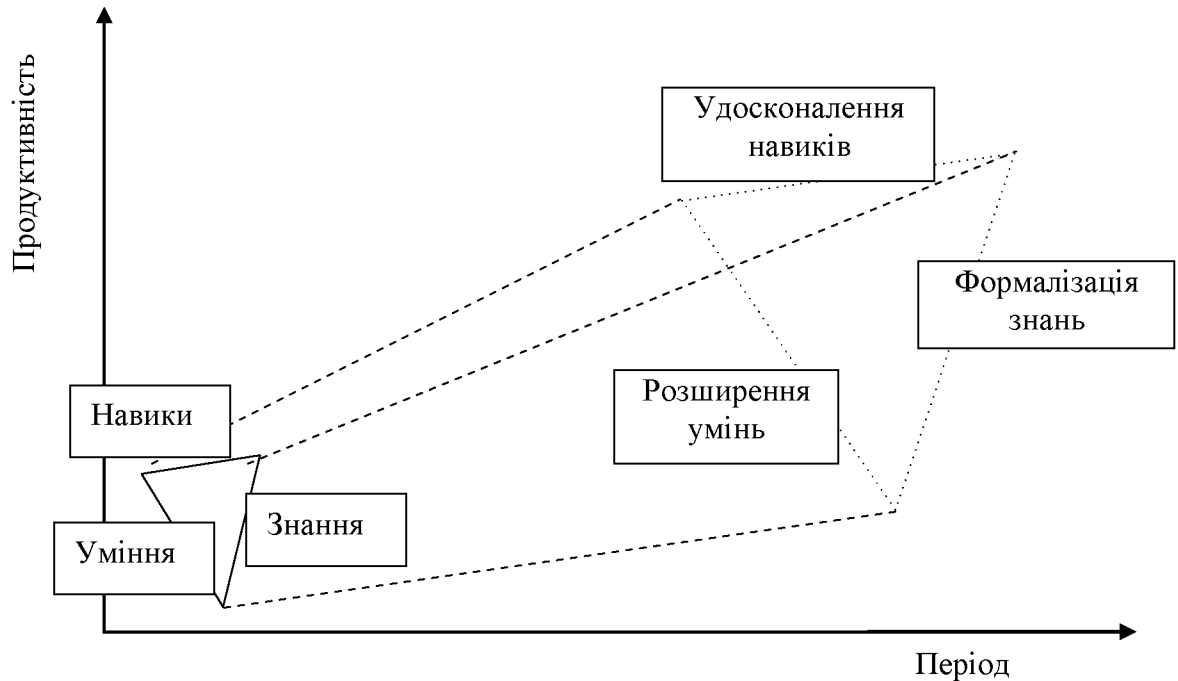 Продуктивність
Удосконалення
навиків
Формалізація
знань
Розширення
умінь
Навики
Знання
Уміння
Період